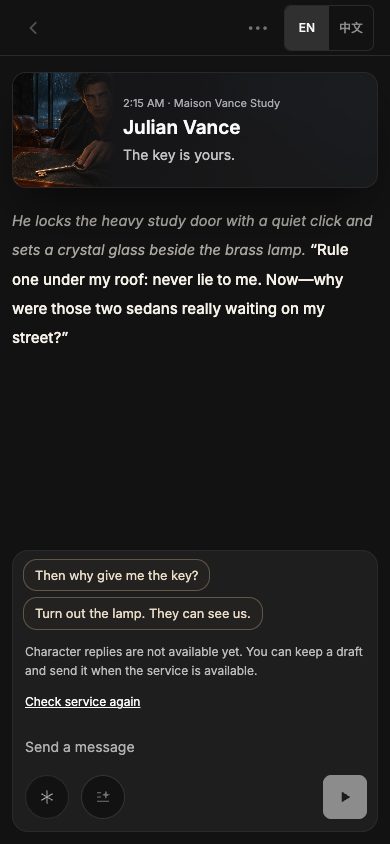 EN
中文
2:15 AM · Maison Vance Study
Julian Vance
The key is yours.
He locks the heavy study door with a quiet click and
sets a crystal glass beside the brass lamp. “Rule
one under my roof: never lie to me. Now—why
were those two sedans really waiting on my
street?”
Then why give me the key?
Turn out the lamp. They can see us.
Character replies are not available yet. You can keep a draft
and send it when the service is available.
Check service again
Send a message